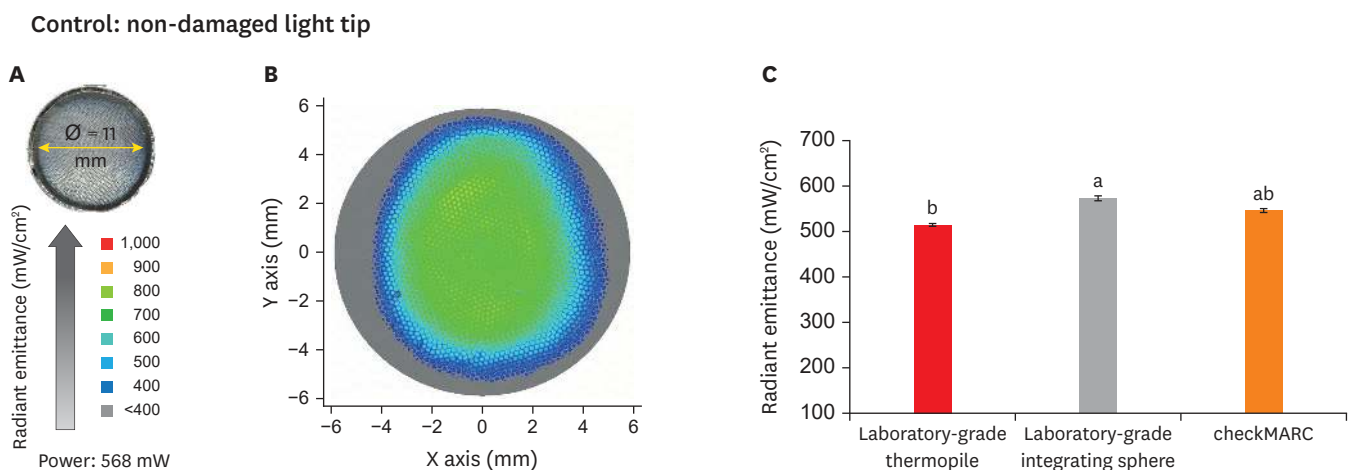 Control: non-damaged light tip
A
Ø = 11
mm
Radiant emittance (mW/cm²)
1,000
900
800
700
600
500
400
<400
Power: 568 mW
B
Y axis (mm)
6
4
2
0
−2
−4
−6
−6 −4 −2 0 2 4 6
X axis (mm)
C
Radiant emittance (mW/cm²)
700
600
500
400
300
200
100
b
a
ab
Laboratory-grade
thermopile
Laboratory-grade
integrating sphere
checkMARC